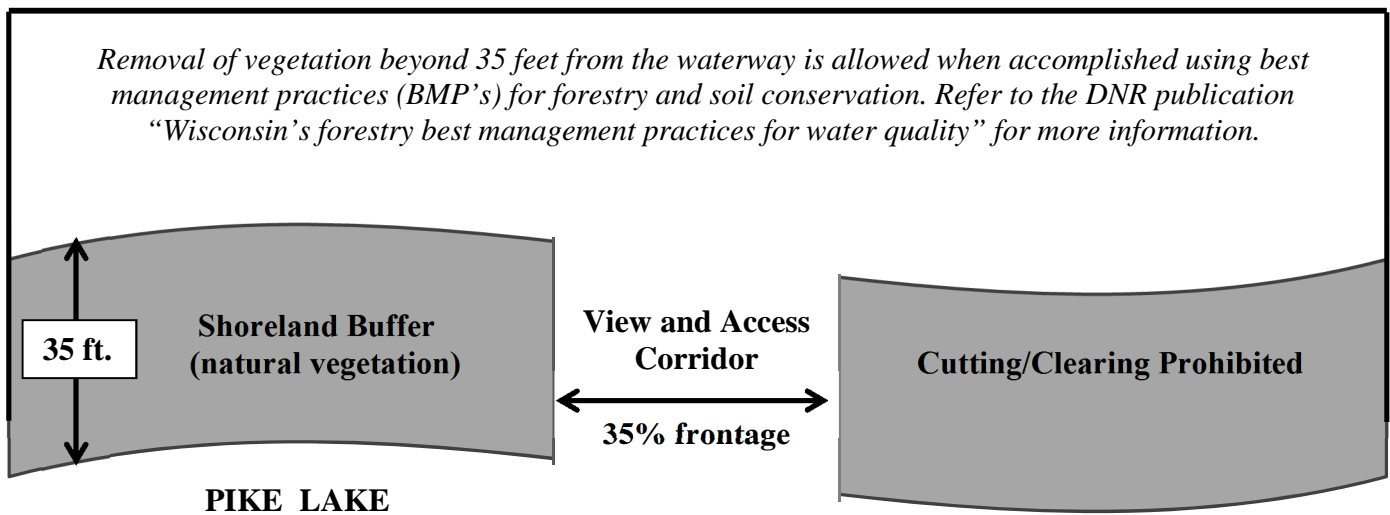 Removal of vegetation beyond 35 feet from the waterway is allowed when accomplished using best
management practices (BMP's) for forestry and soil conservation. Refer to the DNR publication
“Wisconsin's forestry best management practices for water quality” for more information.
35 ft.
Shoreland Buffer
(natural vegetation)
View and Access
Corridor
35% frontage
Cutting/Clearing Prohibited
PIKE LAKE